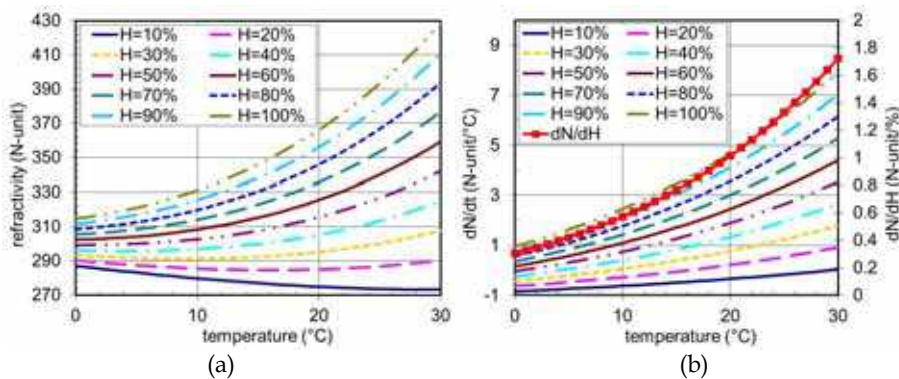 refractivity (N-unit)
430
410
390
370
350
330
310
290
270
H=10% H=20%
H=30% H=40%
H=50% H=60%
H=70% H=80%
H=90% H=100%
0 10 20 30
temperature (°C)
(a)
dN/dt (N-unit/°C)
9
7
5
3
1
-1
H=10% H=20%
H=30% H=40%
H=50% H=60%
H=70% H=80%
H=90% H=100%
dN/dH
2
1.8
1.6
1.4
1.2
1
0.8
0.6
0.4
0.2
0
dN/dH (N-unit/%)
0 10 20 30
temperature (°C)
(b)